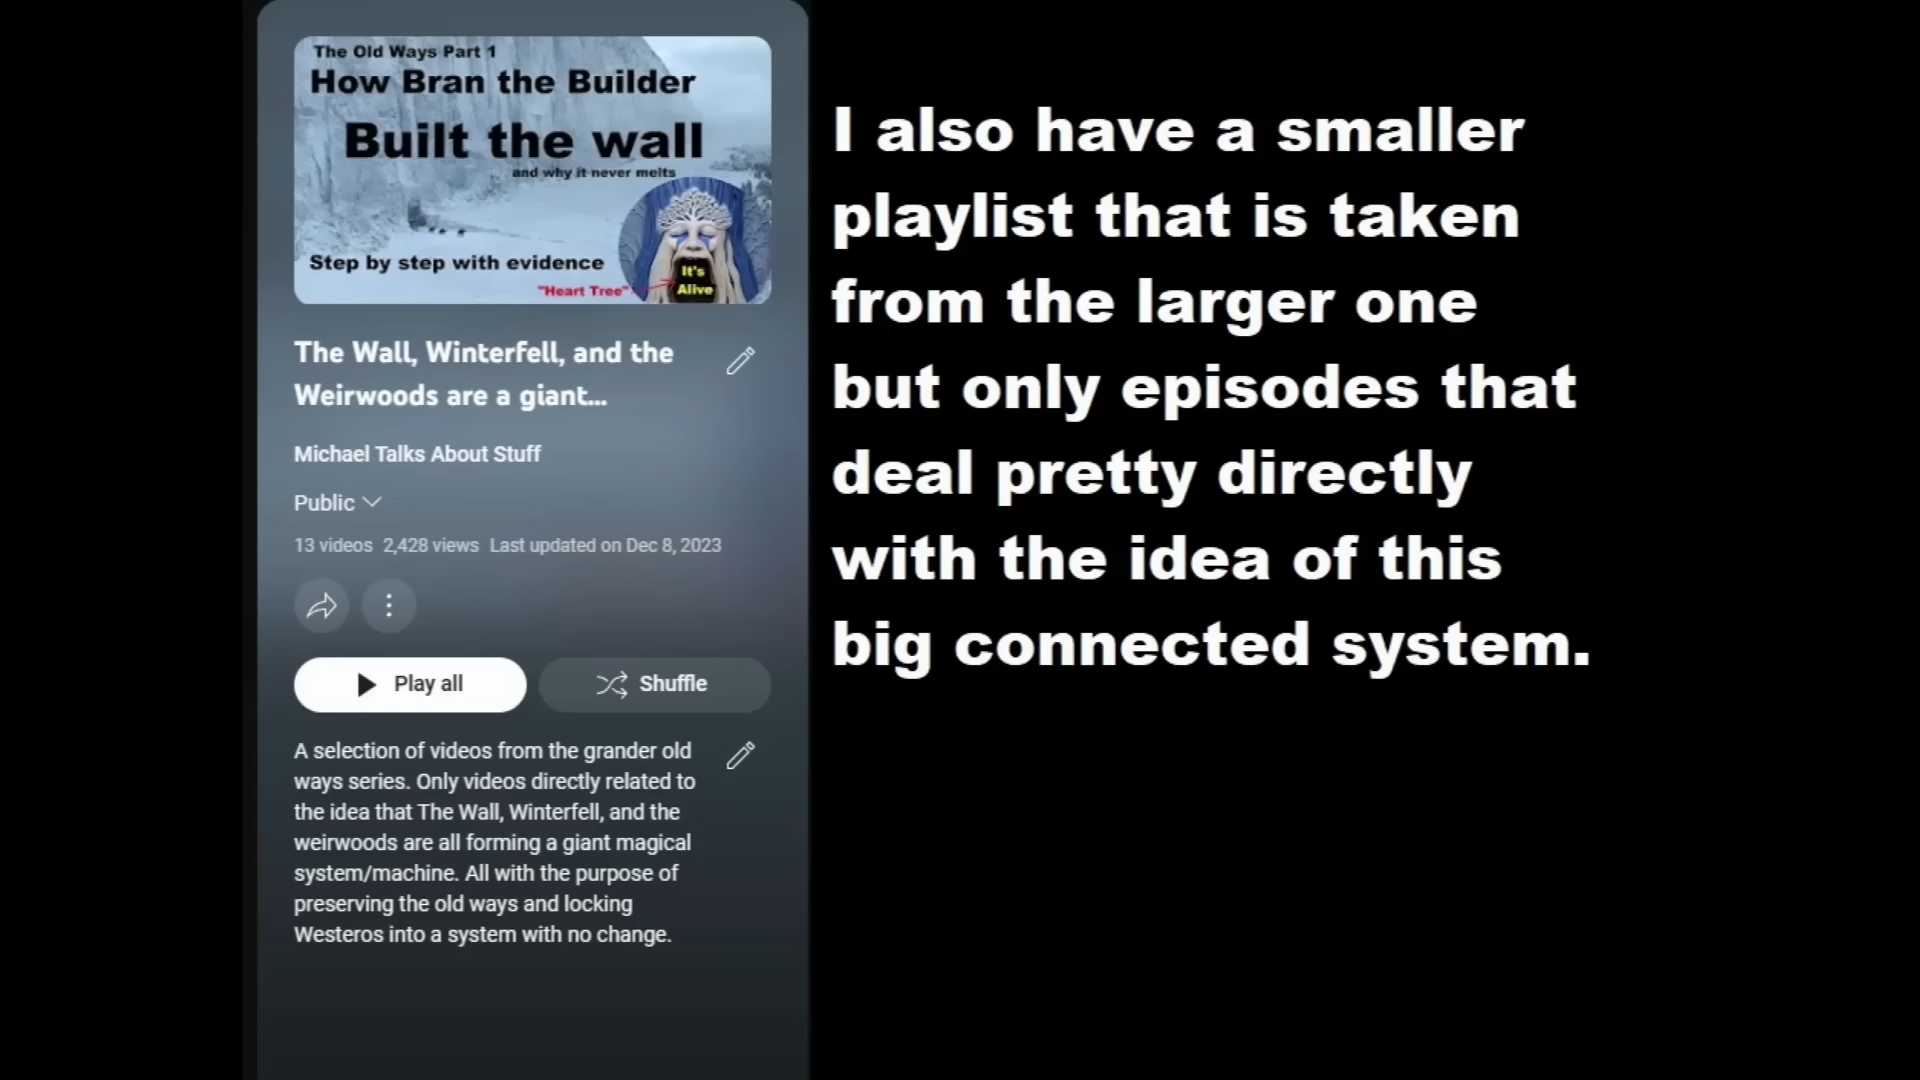 The Old Ways Part 1
How Bran the Builder
Built the wall
and why it never melts
Step by step with evidence
"Heart Tree"
It's
Alive
The Wall, Winterfell, and the
Weirwoods are a giant...
Michael Talks About Stuff
Public
13 videos 2,428 views Last updated on Dec 8, 2023
Play all
Shuffle
A selection of videos from the grander old
ways series. Only videos directly related to
the idea that The Wall, Winterfell, and the
weirwoods are all forming a giant magical
system/machine. All with the purpose of
preserving the old ways and locking
Westeros into a system with no change.
I also have a smaller
playlist that is taken
from the larger one
but only episodes that
deal pretty directly
with the idea of this
big connected system.